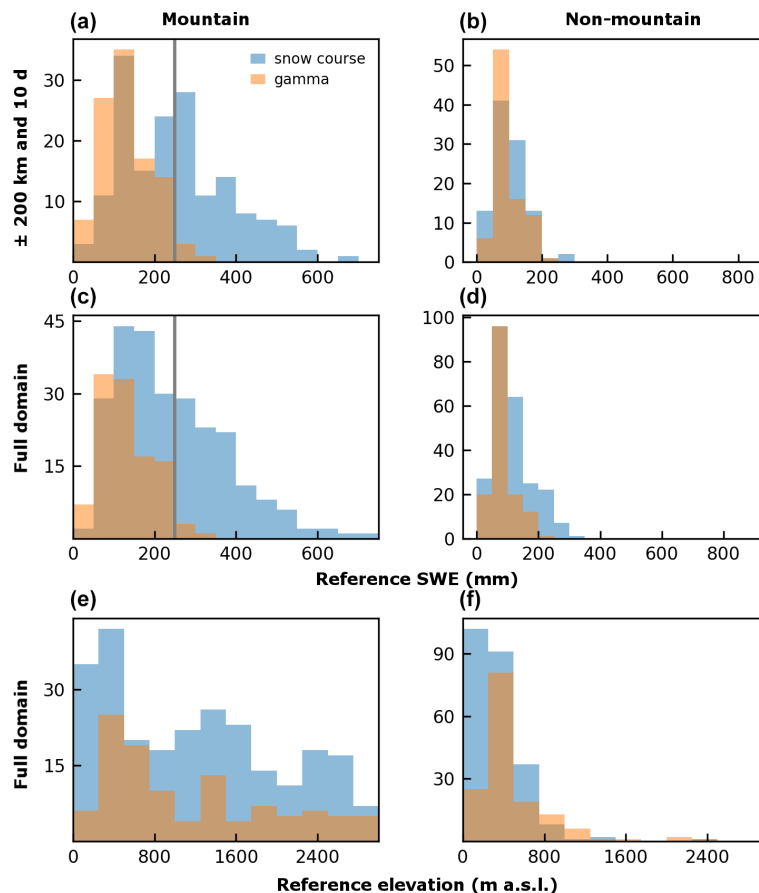 (a) Mountain (b) Non-mountain
± 200 km and 10 d
snow course
gamma
30
20
10
0 200 400 600
50
40
30
20
10
0
0 200 400 600 800
(c) (d)
Full domain
45
30
15
0 200 400 600
100
80
60
40
20
0
0 200 400 600 800
Reference SWE (mm)
(e) (f)
Full domain
30
15
0 800 1600 2400
90
60
30
0 800 1600 2400
Reference elevation (m a.s.l.)